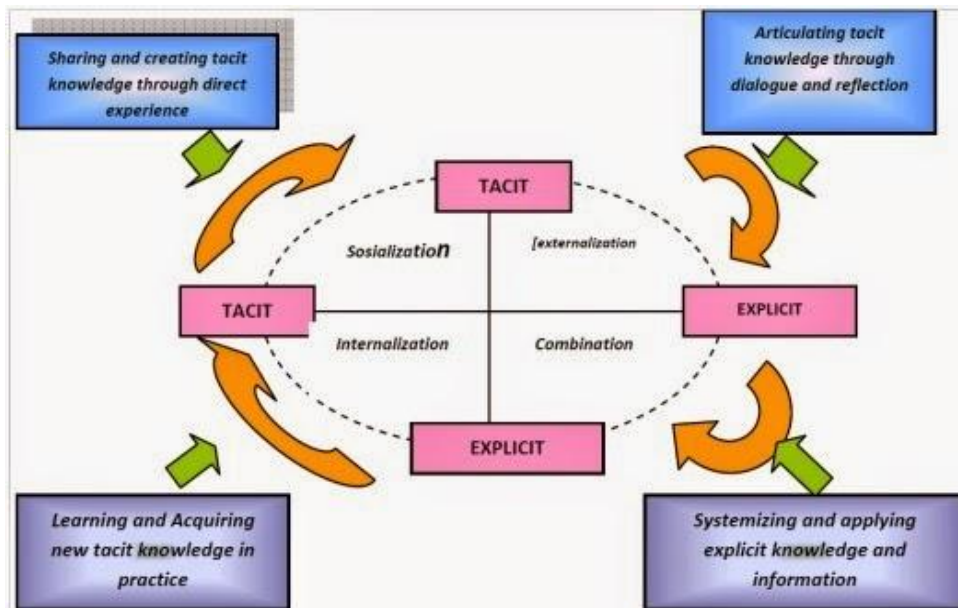 Sharing and creating tacit
knowledge through direct
experience
Articulating tacit
knowledge through
dialogue and reflection
TACIT
Sosialization
[externalization
TACIT
EXPLICIT
Internalization
Combination
EXPLICIT
Learning and Acquiring
new tacit knowledge in
practice
Systemizing and applying
explicit knowledge and
information